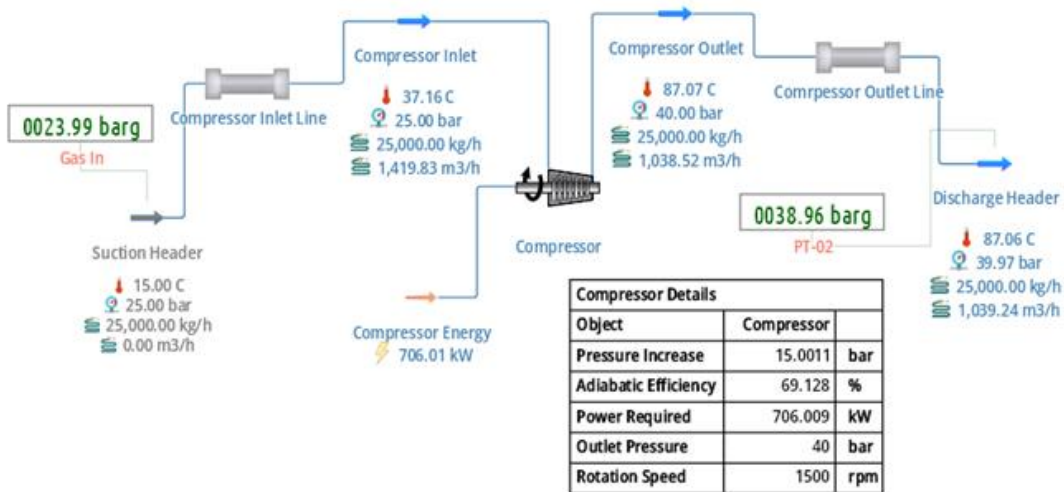 0023.99 barg
Gas In
Suction Header
15.00 C
25.00 bar
25,000.00 kg/h
0.00 m3/h
Compressor Inlet Line
Compressor Inlet
37.16 C
25.00 bar
25,000.00 kg/h
1,419.83 m3/h
Compressor Energy
706.01 kW
Compressor
Compressor Outlet
87.07 C
40.00 bar
25,000.00 kg/h
1,038.52 m3/h
Comrpessor Outlet Line
0038.96 barg
PT-02
Discharge Header
87.06 C
39.97 bar
25,000.00 kg/h
1,039.24 m3/h
Compressor Details
Object Compressor
Pressure Increase 15.0011 bar
Adiabatic Efficiency 69.128 %
Power Required 706.009 kW
Outlet Pressure 40 bar
Rotation Speed 1500 rpm